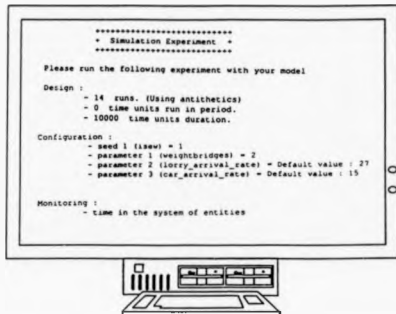 ****************************
* Simulation Experiment *
****************************
Please run the following experiment with your model
Design :
- 14 runs. (Using antithetics)
- 0 time units run in period.
- 10000 time units duration.
Configuration :
- seed 1 (isew) = 1
- parameter 1 (weightbridges) = 2
- parameter 2 (lorry_arrival_rate) = Default value : 27
- parameter 3 (car_arrival_rate) = Default value : 15
Monitoring :
- time in the system of entities